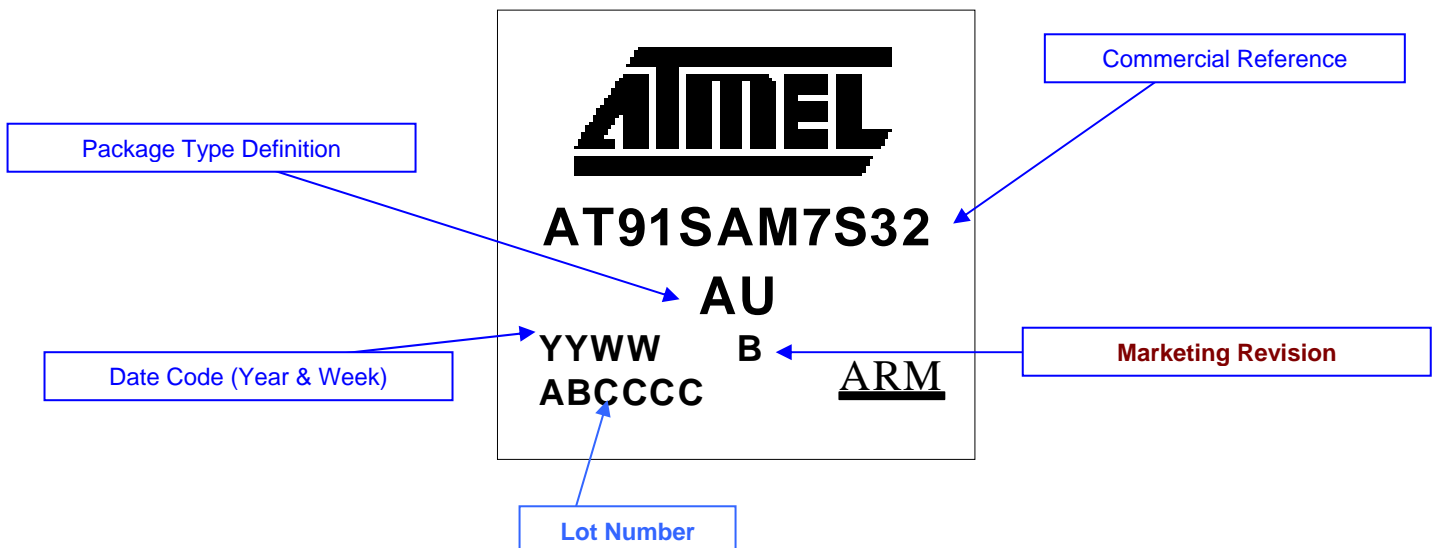 ATMEL
Commercial Reference
Package Type Definition
AT91SAM7S32
AU
YYWW B
Marketing Revision
Date Code (Year & Week)
ABCCCC
ARM
Lot Number